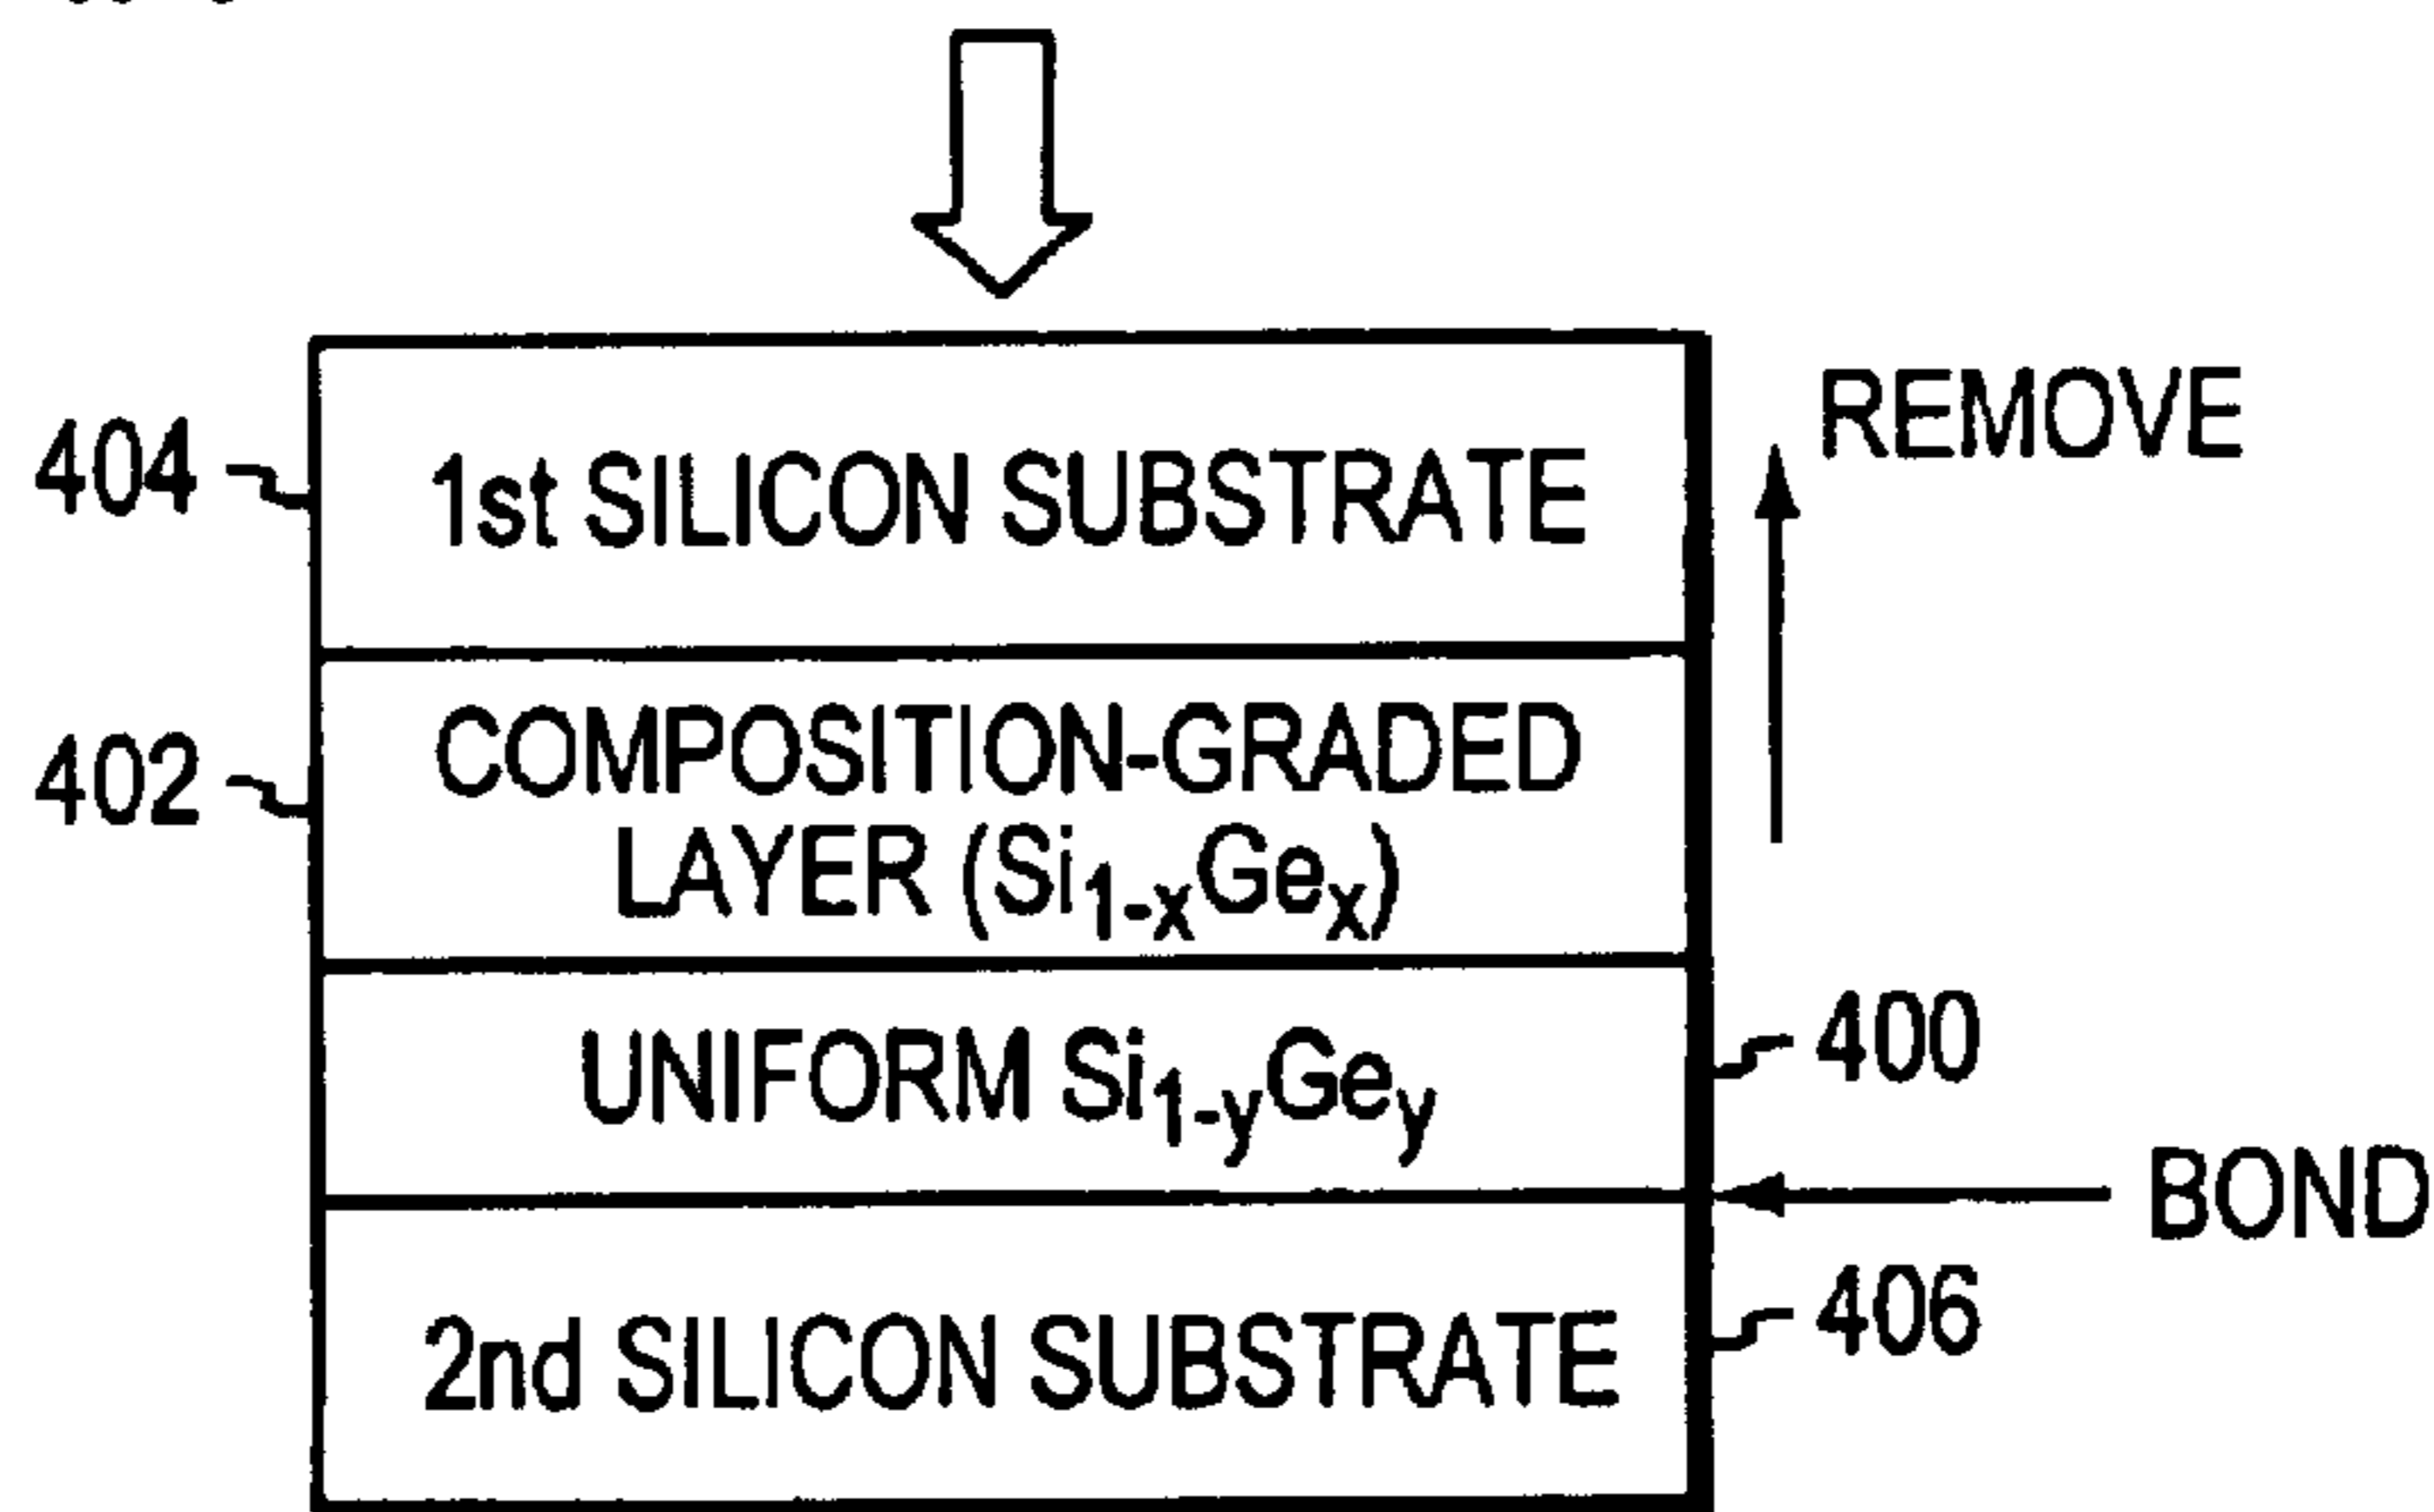 REMOVE
404
1st SILICON SUBSTRATE
402
COMPOSITION-GRADED
LAYER (Si1-xGex)
UNIFORM Si1-yGey
400
BOND
2nd SILICON SUBSTRATE
406